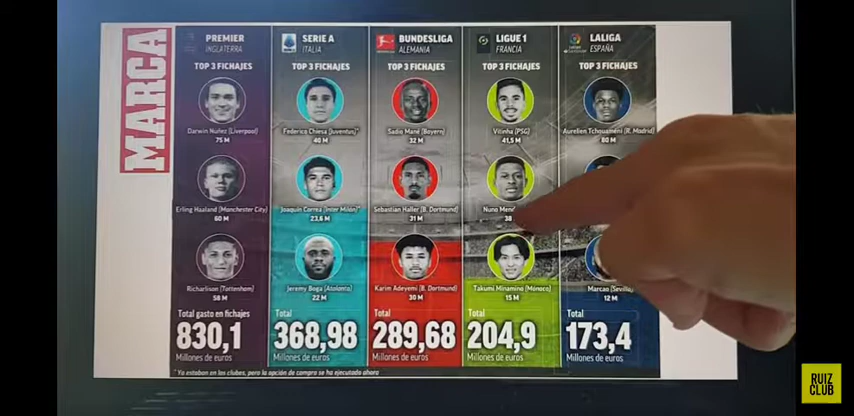 MARCA
PREMIER
INGLATERRA
TOP 3 FICHAJES
Darwin Núñez (Liverpool)
75 M
Erling Haaland (Manchester City)
60 M
Richarlison (Tottenham)
58 M
Total gasto en fichajes
830,1
Millones de euros
SERIE A
ITALIA
TOP 3 FICHAJES
Federico Chiesa (Juventus)*
40 M
Joaquín Correa (Inter Milán)*
23,6 M
Jeremy Boga (Atalanta)
22 M
Total
368,98
Millones de euros
BUNDESLIGA
ALEMANIA
TOP 3 FICHAJES
Sadio Mané (Bayern)
32 M
Sebastian Haller (B. Dortmund)
31 M
Karim Adeyemi (B. Dortmund)
30 M
Total
289,68
Millones de euros
LIGUE 1
FRANCIA
TOP 3 FICHAJES
Vitinha (PSG)
41,5 M
Nuno
38
Takumi Minamino (Mónaco)
15 M
Total
204,9
Millones de euros
LALIGA
ESPAÑA
TOP 3 FICHAJES
Aurelien Tchouaméni (R. Madrid)
80 M
Marcao (Sevilla)
12 M
Total
173,4
Millones de euros
* Ya estaban en los clubes, pero la opción de compra se ha ejecutado ahora
RUIZ
CLUB